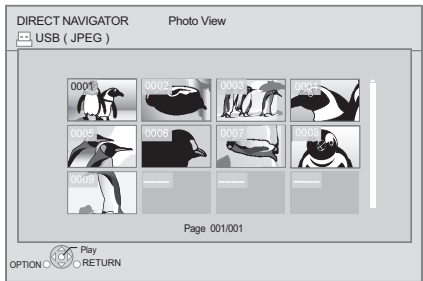 DIRECT NAVIGATOR Photo View
USB ( JPEG )
0001 0002 0003 0004
0005 0006 0007 0008
0009 ---- ---- ----
Page 001/001
Play
OPTION RETURN